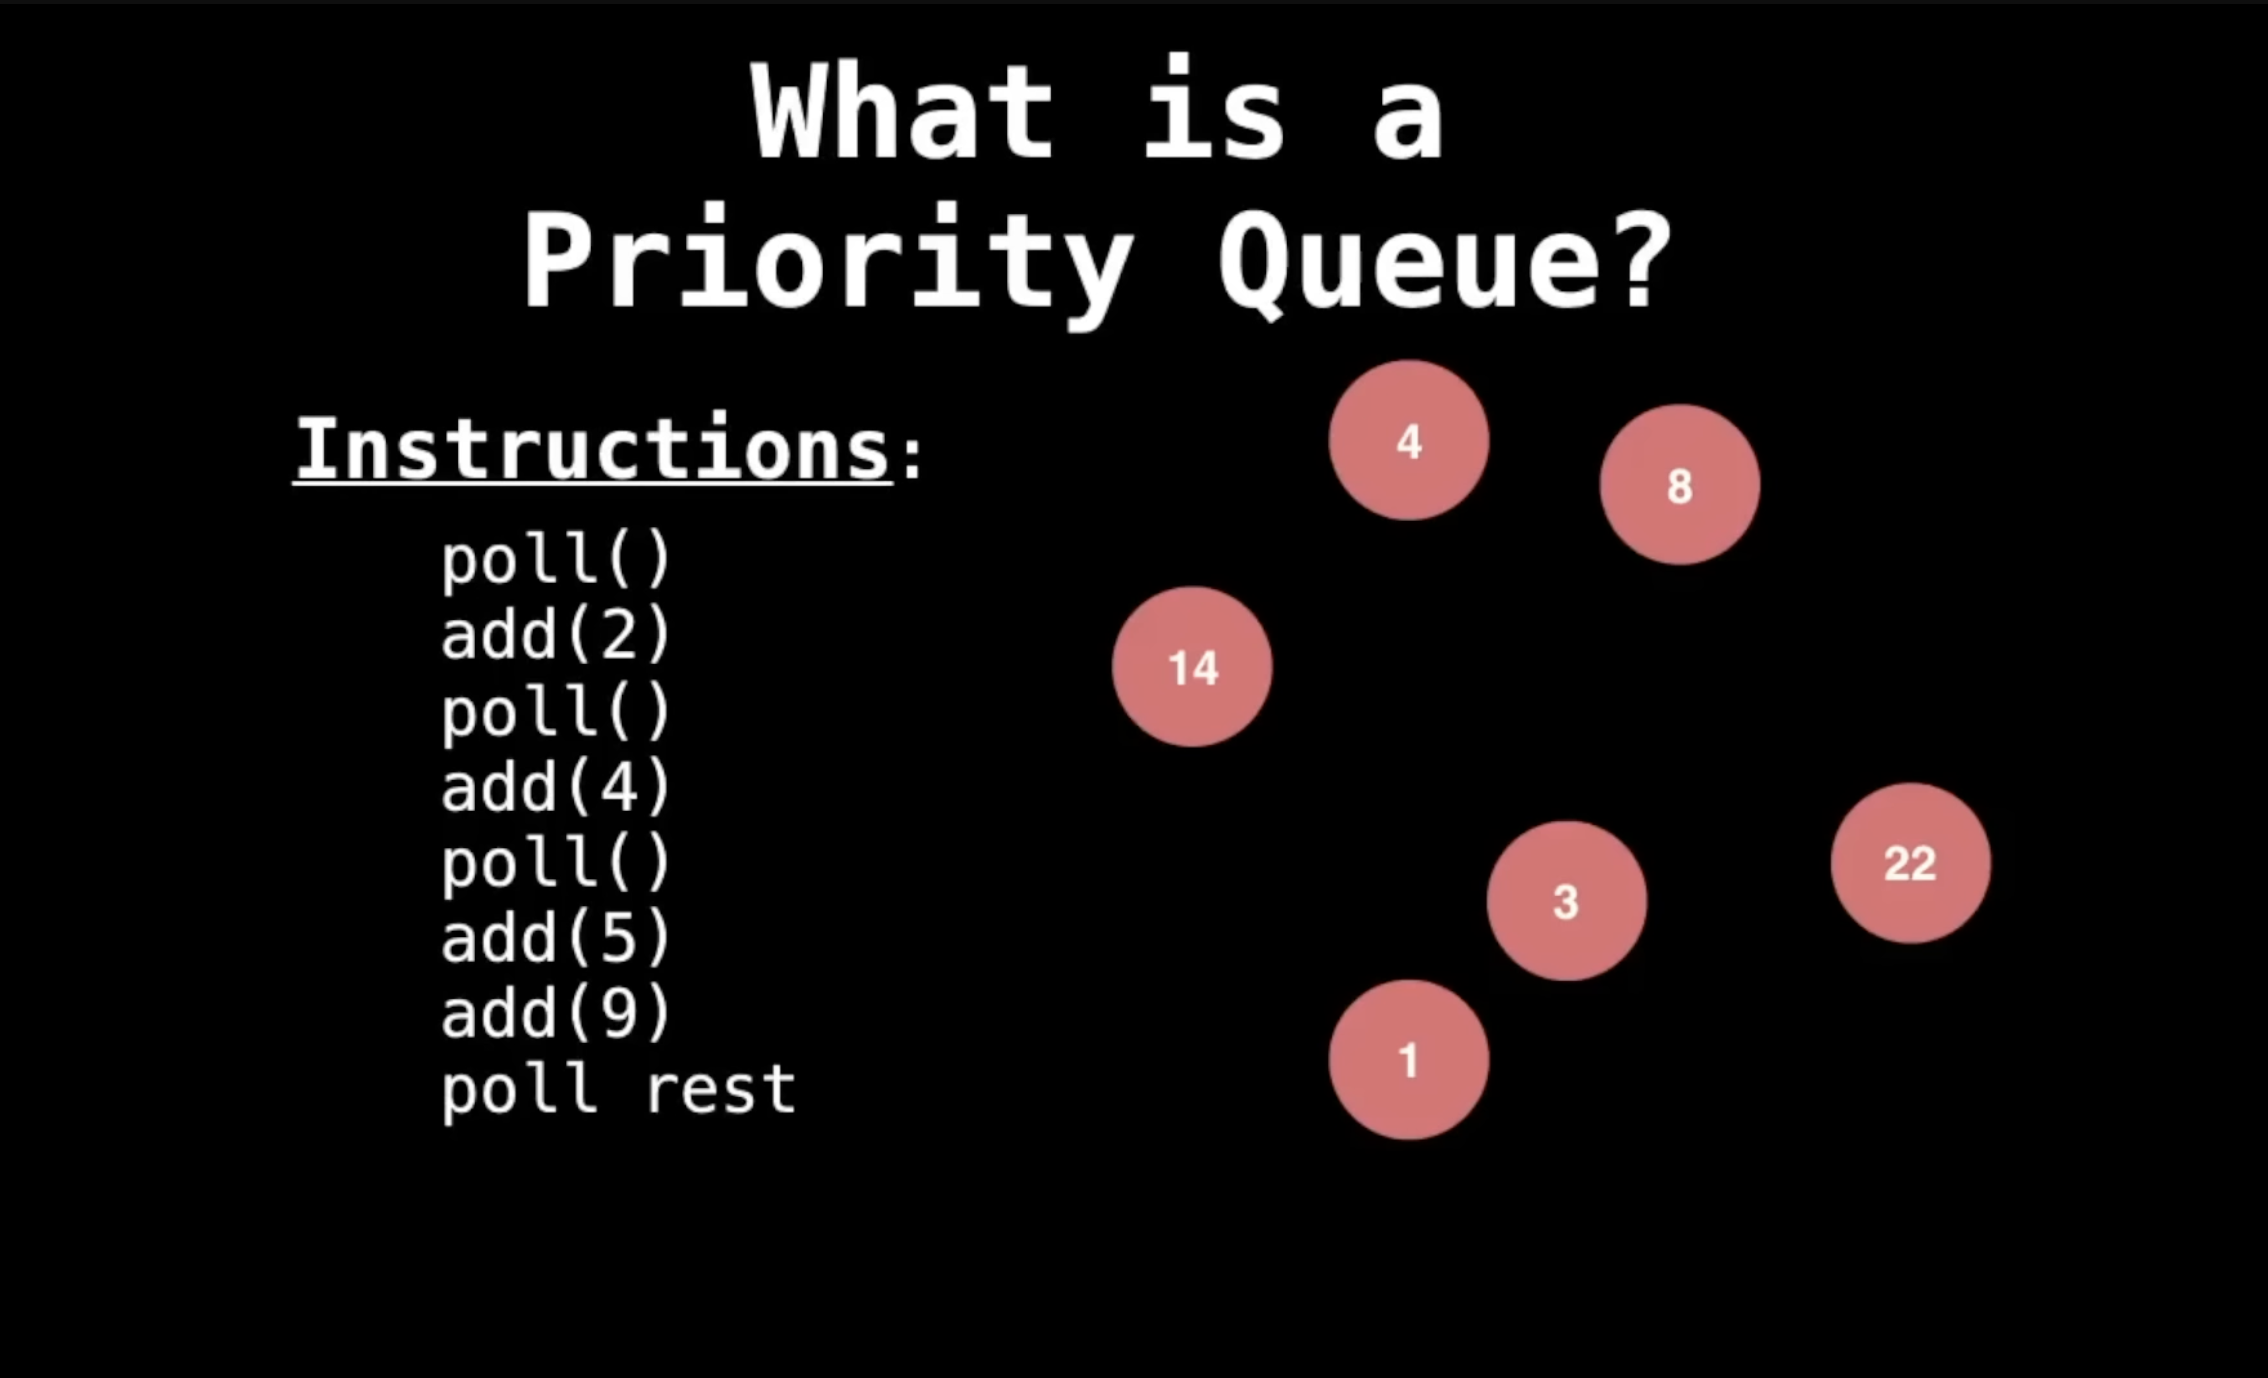 What is a
Priority Queue?
Instructions:
poll()
add(2)
poll()
add(4)
poll()
add(5)
add(9)
poll rest
4
8
14
22
3
1